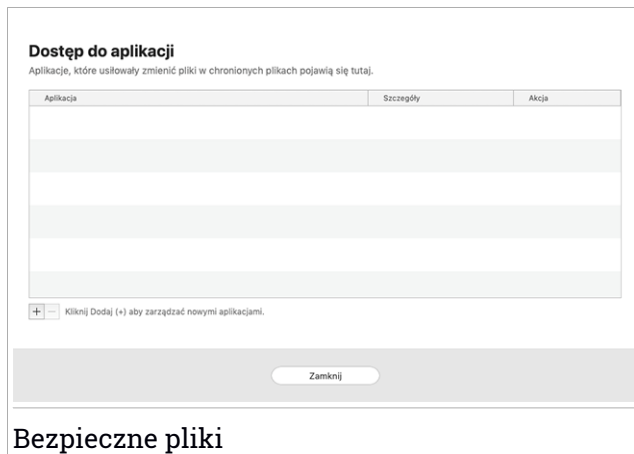 Dostęp do aplikacji
Aplikacje, które usiłowały zmienić pliki w chronionych plikach pojawią się tutaj.
Aplikacja Szczegóły Akcja
+ − Kliknij Dodaj (+) aby zarządzać nowymi aplikacjami.
Zamknij
Bezpieczne pliki